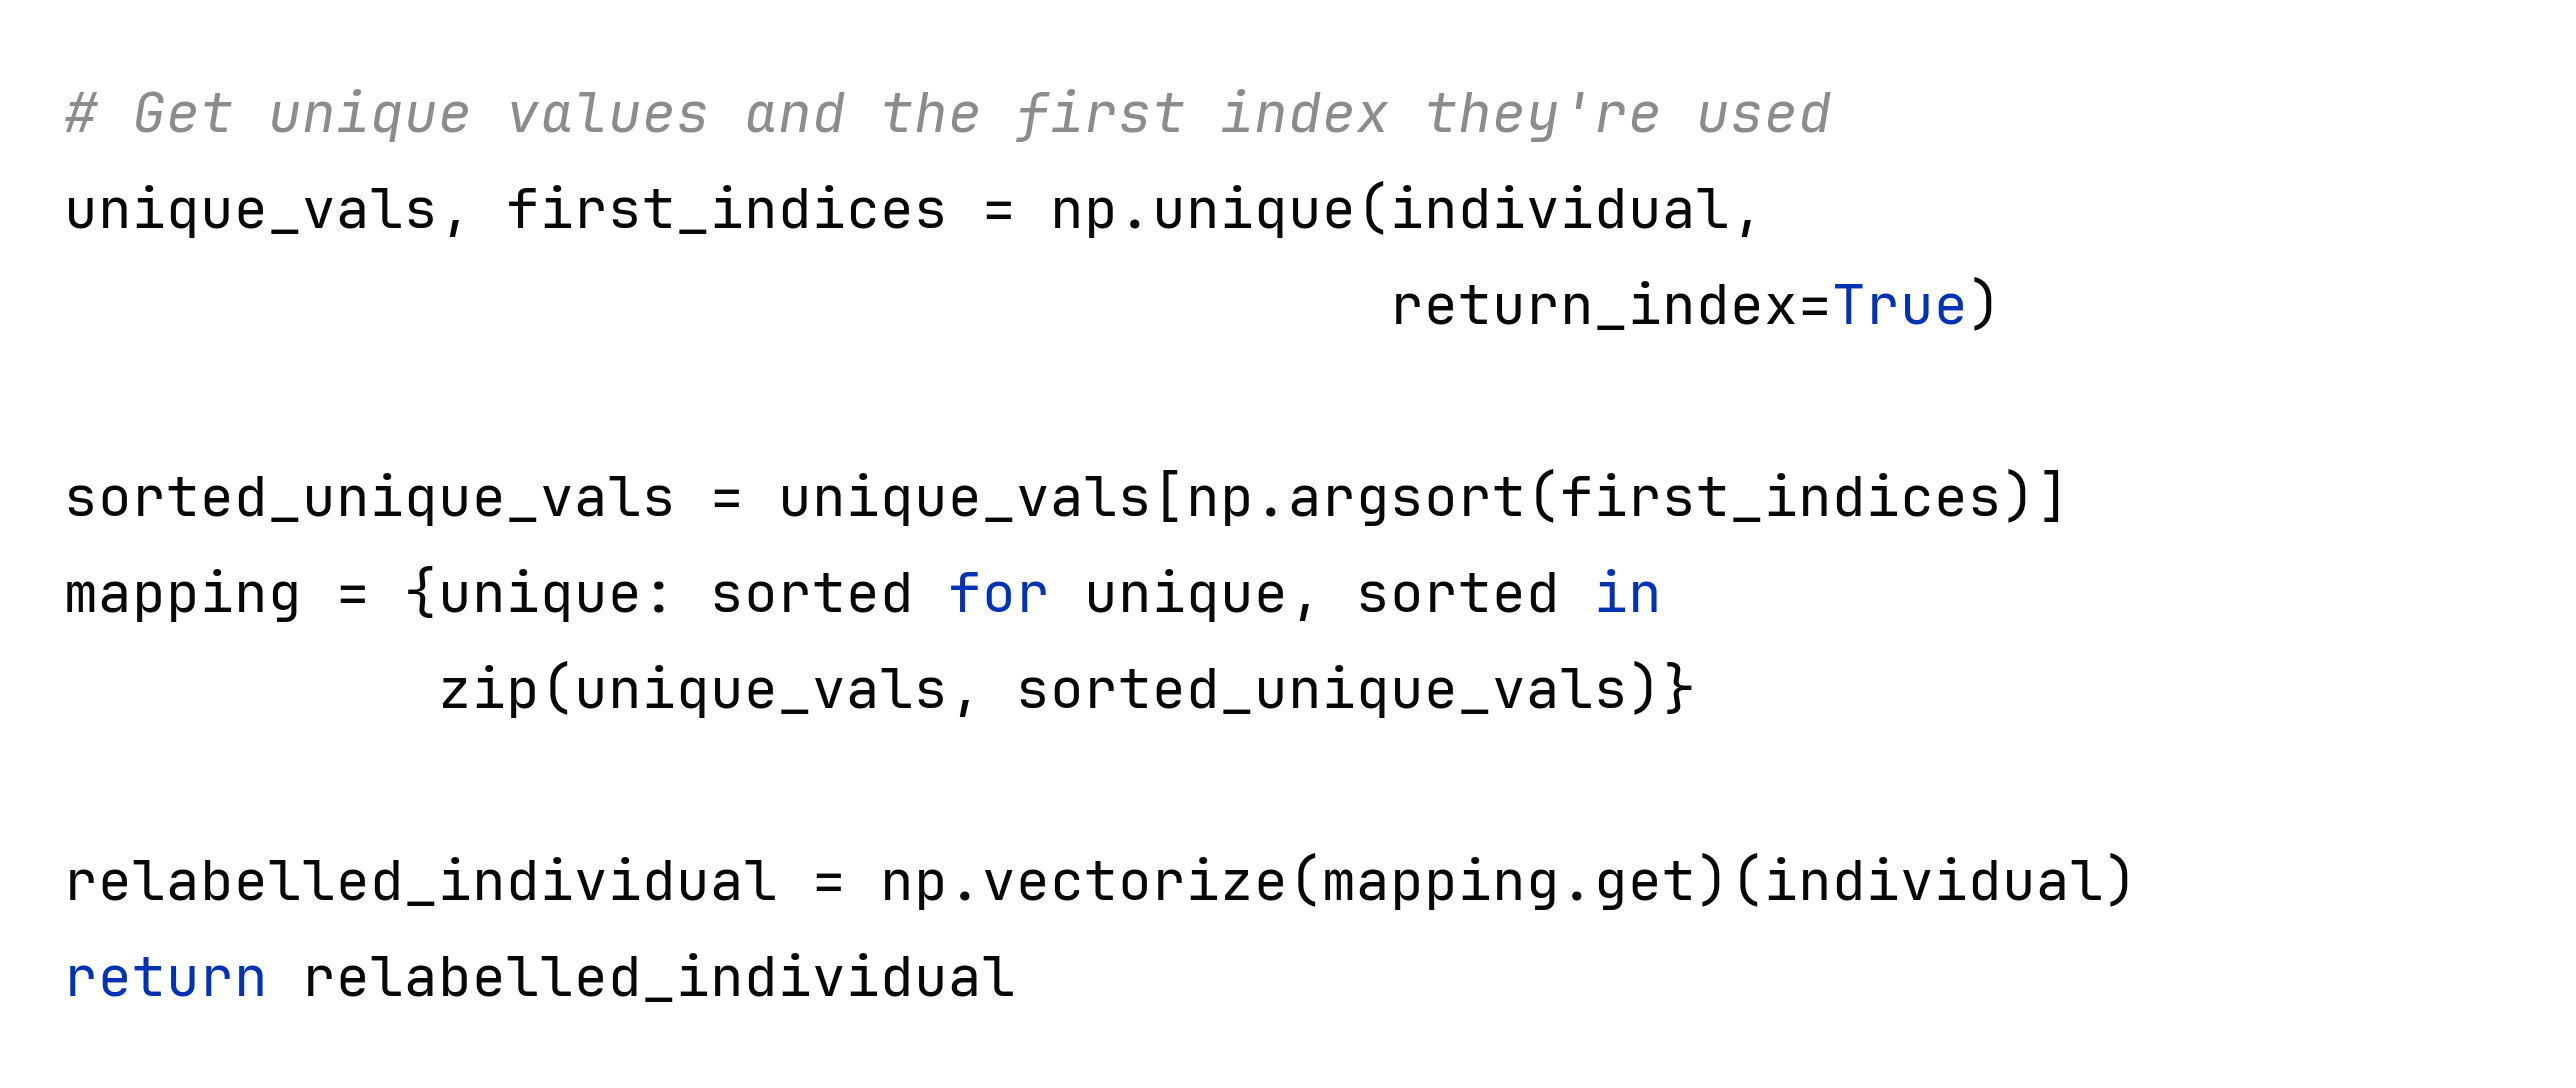 # Get unique values and the first index they're used
unique_vals, first_indices = np.unique(individual,
                                       return_index=True)

sorted_unique_vals = unique_vals[np.argsort(first_indices)]
mapping = {unique: sorted for unique, sorted in
           zip(unique_vals, sorted_unique_vals)}

relabelled_individual = np.vectorize(mapping.get)(individual)
return relabelled_individual